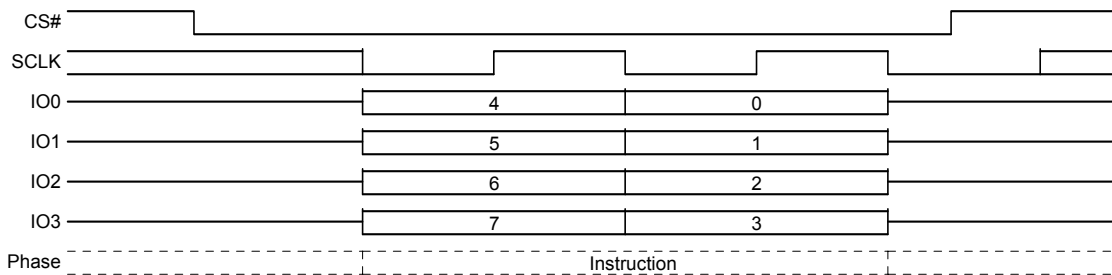 CS#
SCLK
IO0 4 0
IO1 5 1
IO2 6 2
IO3 7 3
Phase Instruction